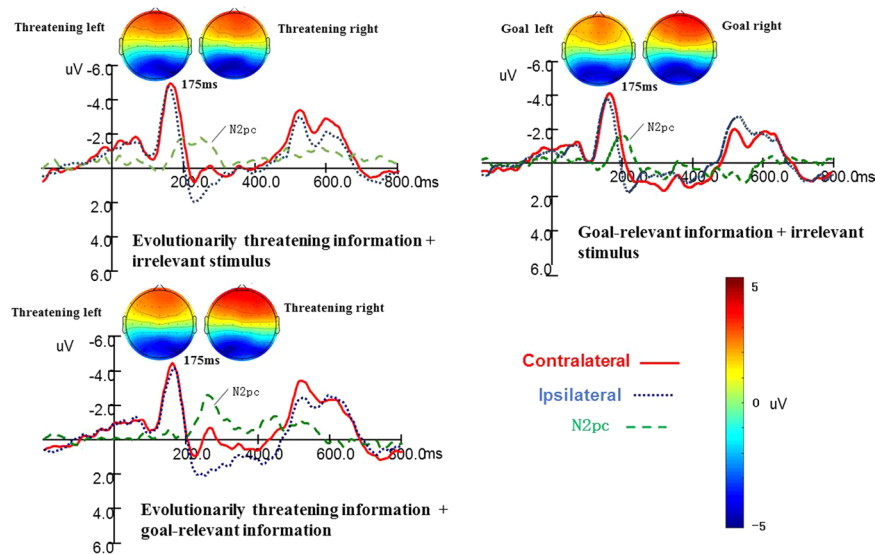 Threatening left
Threatening right
uV
-6.0
175ms
-4.0
N2pc
-2.0
0
200.0
400.0
600.0
800.0ms
2.0
4.0
6.0
Evolutionarily threatening information +
irrelevant stimulus
Goal left
Goal right
uV
-6.0
175ms
-4.0
N2pc
-2.0
0
200.0
400.0
600.0
800.0ms
2.0
4.0
6.0
Goal-relevant information + irrelevant
stimulus
Threatening left
Threatening right
uV
-6.0
175ms
-4.0
N2pc
-2.0
0
200.0
400.0
600.0
800.0ms
2.0
4.0
6.0
Evolutionarily threatening information +
goal-relevant information
Contralateral
Ipsilateral
N2pc
5
0
uV
−5